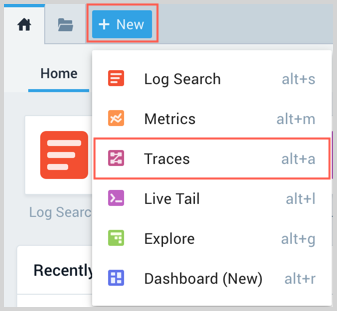 + New
Home
Log Search alt+s
Metrics alt+m
Traces alt+a
Live Tail alt+l
Explore alt+g
Dashboard (New) alt+r
Log Searc
Recently